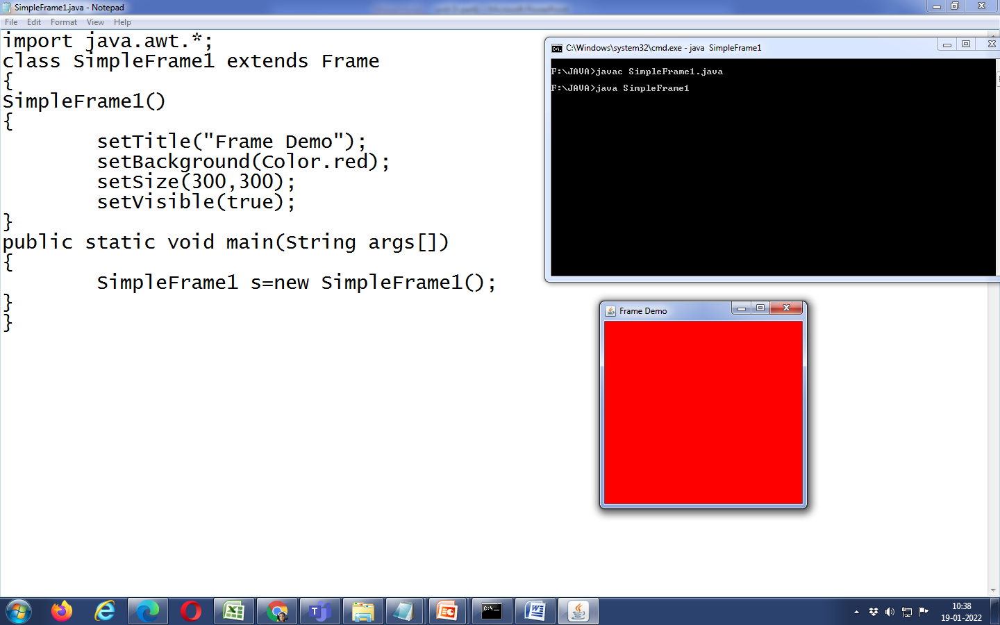 SimpleFrame1.java - Notepad
File Edit Format View Help
import java.awt.*;
class SimpleFrame1 extends Frame
{
SimpleFrame1()
{
setTitle("Frame Demo");
setBackground(Color.red);
setSize(300,300);
setVisible(true);
}
public static void main(String args[])
{
SimpleFrame1 s=new SimpleFrame1();
}
}
C:\Windows\system32\cmd.exe - java  SimpleFrame1
F:\JAVA>javac SimpleFrame1.java
F:\JAVA>java SimpleFrame1
Frame Demo
10:38
19-01-2022